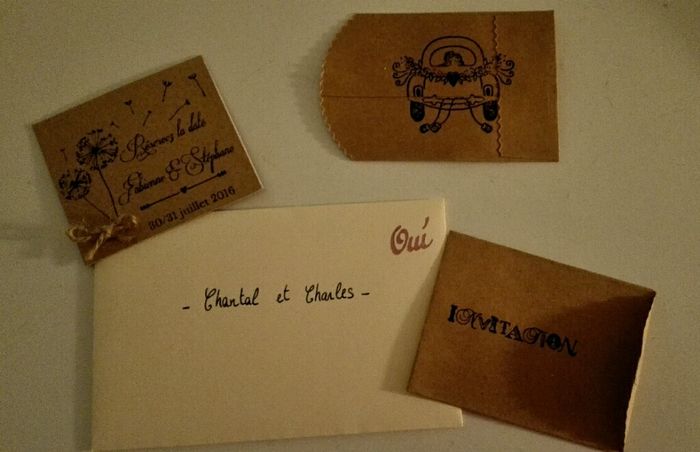 Réservez la date
Fabienne & Stéphane
30/31 juillet 2016
Oui
- Chantal et Charles -
INVITATION